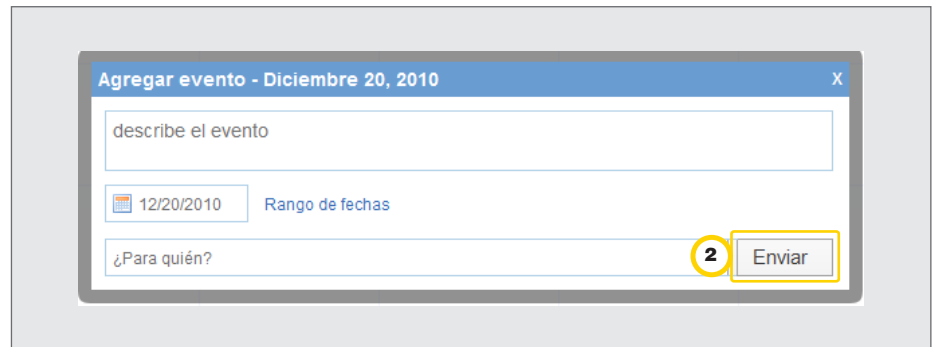 Agregar evento - Diciembre 20, 2010 X
describe el evento
12/20/2010 Rango de fechas
¿Para quién? 2 Enviar